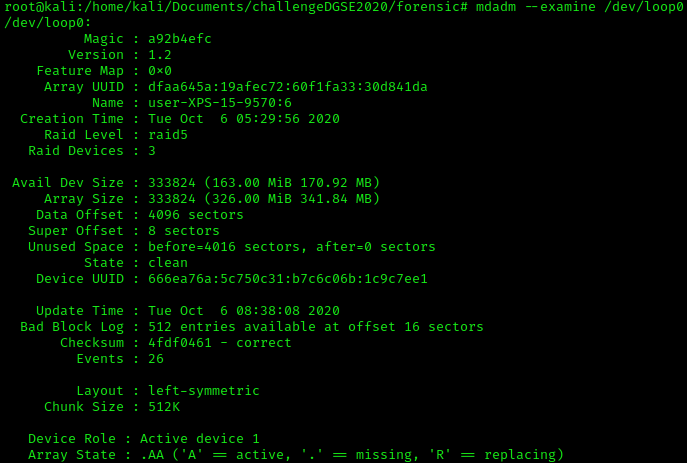 root@kali:/home/kali/Documents/challengeDGSE2020/forensic# mdadm --examine /dev/loop0
/dev/loop0:
          Magic : a92b4efc
        Version : 1.2
    Feature Map : 0x0
     Array UUID : dfaa645a:19afec72:60f1fa33:30d841da
           Name : user-XPS-15-9570:6
  Creation Time : Tue Oct  6 05:29:56 2020
     Raid Level : raid5
   Raid Devices : 3

 Avail Dev Size : 333824 (163.00 MiB 170.92 MB)
     Array Size : 333824 (326.00 MiB 341.84 MB)
    Data Offset : 4096 sectors
   Super Offset : 8 sectors
   Unused Space : before=4016 sectors, after=0 sectors
          State : clean
    Device UUID : 666ea76a:5c750c31:b7c6c06b:1c9c7ee1

    Update Time : Tue Oct  6 08:38:08 2020
  Bad Block Log : 512 entries available at offset 16 sectors
       Checksum : 4fdf0461 - correct
         Events : 26

         Layout : left-symmetric
     Chunk Size : 512K

   Device Role : Active device 1
   Array State : .AA ('A' == active, '.' == missing, 'R' == replacing)